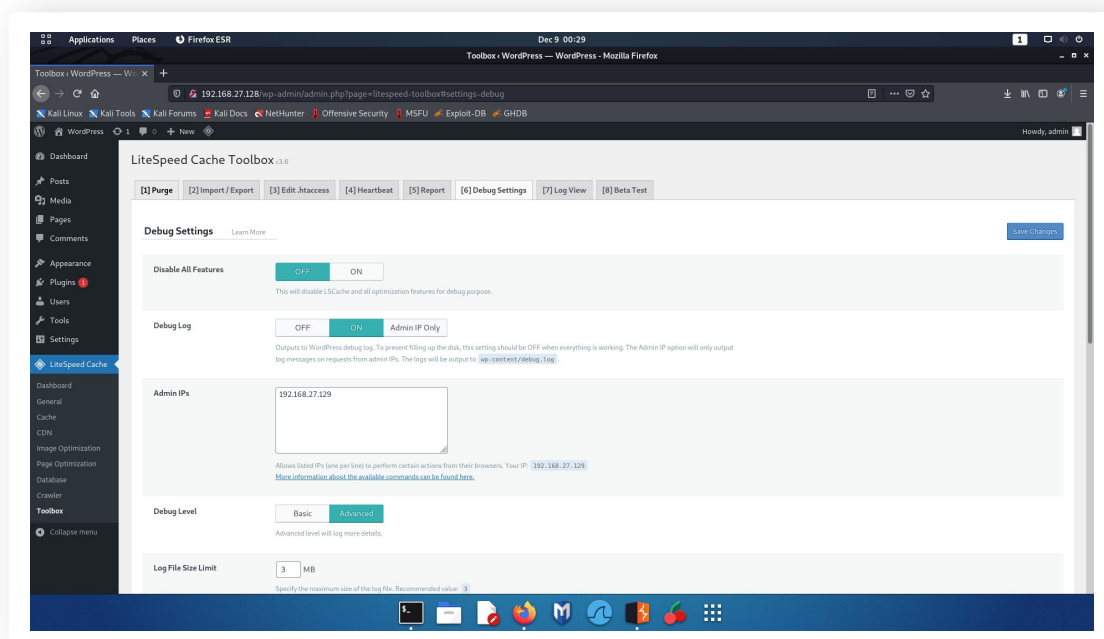 Applications Places Firefox ESR Dec 9 00:29 1
Toolbox ‹ WordPress — WordPress - Mozilla Firefox
Toolbox ‹ WordPress — Wo × +
192.168.27.128/wp-admin/admin.php?page=litespeed-toolbox#settings-debug
Kali Linux Kali Tools Kali Forums Kali Docs NetHunter Offensive Security MSFU Exploit-DB GHDB
WordPress 1 0 + New Howdy, admin
Dashboard
Posts
Media
Pages
Comments
Appearance
Plugins 1
Users
Tools
Settings
LiteSpeed Cache
Dashboard
General
Cache
CDN
Image Optimization
Page Optimization
Database
Crawler
Toolbox
Collapse menu
LiteSpeed Cache Toolbox v3.6
[1] Purge [2] Import / Export [3] Edit .htaccess [4] Heartbeat [5] Report [6] Debug Settings [7] Log View [8] Beta Test
Debug Settings Learn More Save Changes
Disable All Features OFF ON
This will disable LSCache and all optimization features for debug purpose.
Debug Log OFF ON Admin IP Only
Outputs to WordPress debug log. To prevent filling up the disk, this setting should be OFF when everything is working. The Admin IP option will only output
log messages on requests from admin IPs. The logs will be output to wp-content/debug.log .
Admin IPs 192.168.27.129
Allows listed IPs (one per line) to perform certain actions from their browsers. Your IP: 192.168.27.129
More information about the available commands can be found here.
Debug Level Basic Advanced
Advanced level will log more details.
Log File Size Limit 3 MB
Specify the maximum size of the log file. Recommended value: 3